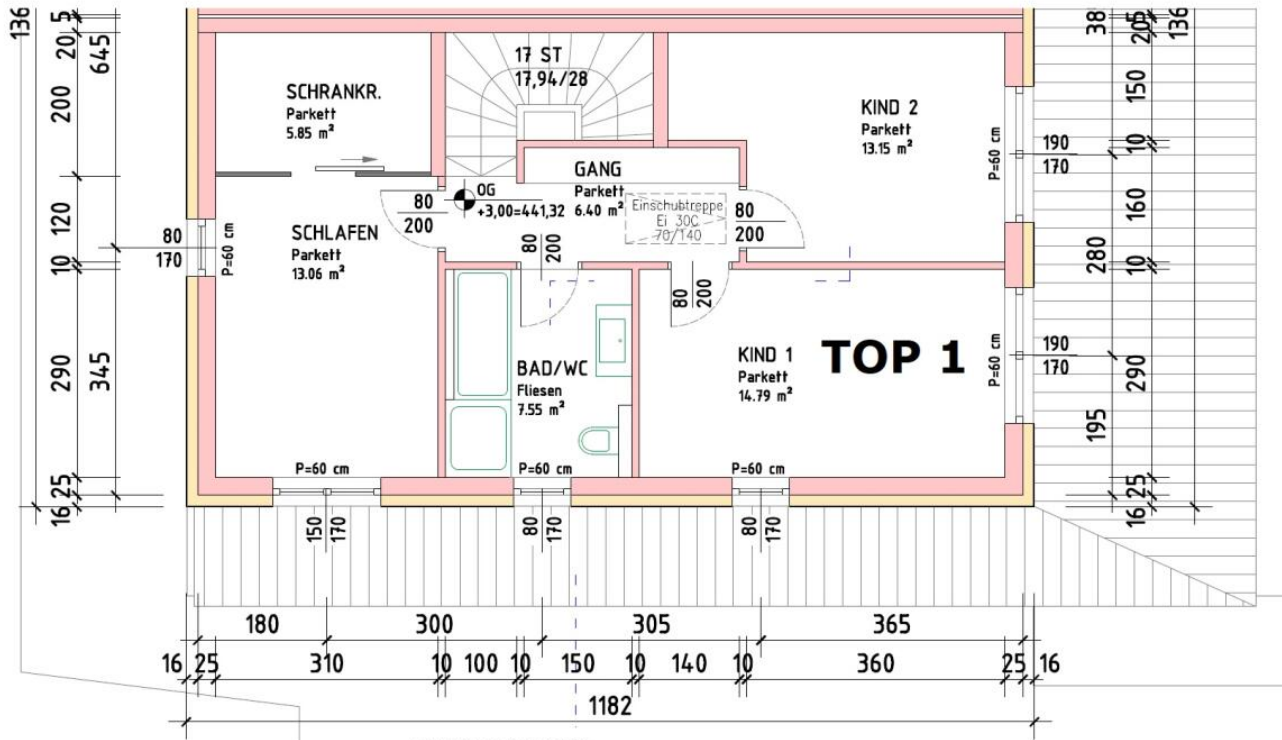 136
5
20
200
120
10
290
25
16
645
345
SCHRANKR.
Parkett
5.85 m²
17 ST
17,94/28
KIND 2
Parkett
13.15 m²
GANG
Parkett
6.40 m²
OG
+3,00=441,32
Einschubtreppe
Ei 30C
70/140
80
200
80
200
80
200
80
200
SCHLAFEN
Parkett
13.06 m²
80
170
P=60 cm
BAD/WC
Fliesen
7.55 m²
KIND 1
Parkett
14.79 m²
TOP 1
P=60 cm
190
170
P=60 cm
190
170
P=60 cm
P=60 cm
P=60 cm
150
170
80
170
80
170
38
280
195
20
5
150
10
160
10
290
25
16
136
180
300
305
365
16
25
310
10
100
10
150
10
140
10
360
25
16
1182